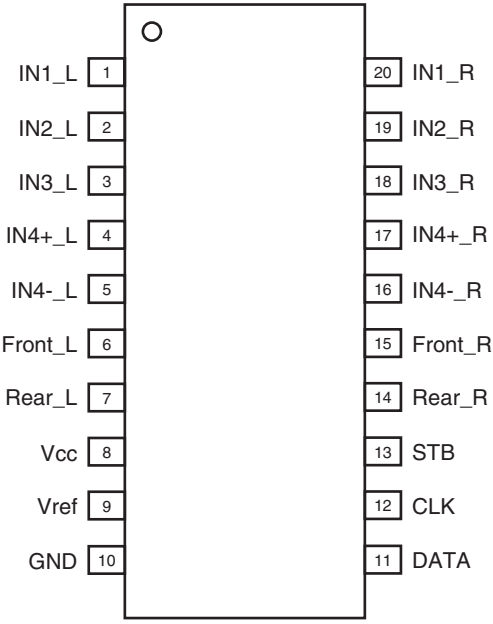 IN1_L 1 20 IN1_R
IN2_L 2 19 IN2_R
IN3_L 3 18 IN3_R
IN4+_L 4 17 IN4+_R
IN4-_L 5 16 IN4-_R
Front_L 6 15 Front_R
Rear_L 7 14 Rear_R
Vcc 8 13 STB
Vref 9 12 CLK
GND 10 11 DATA